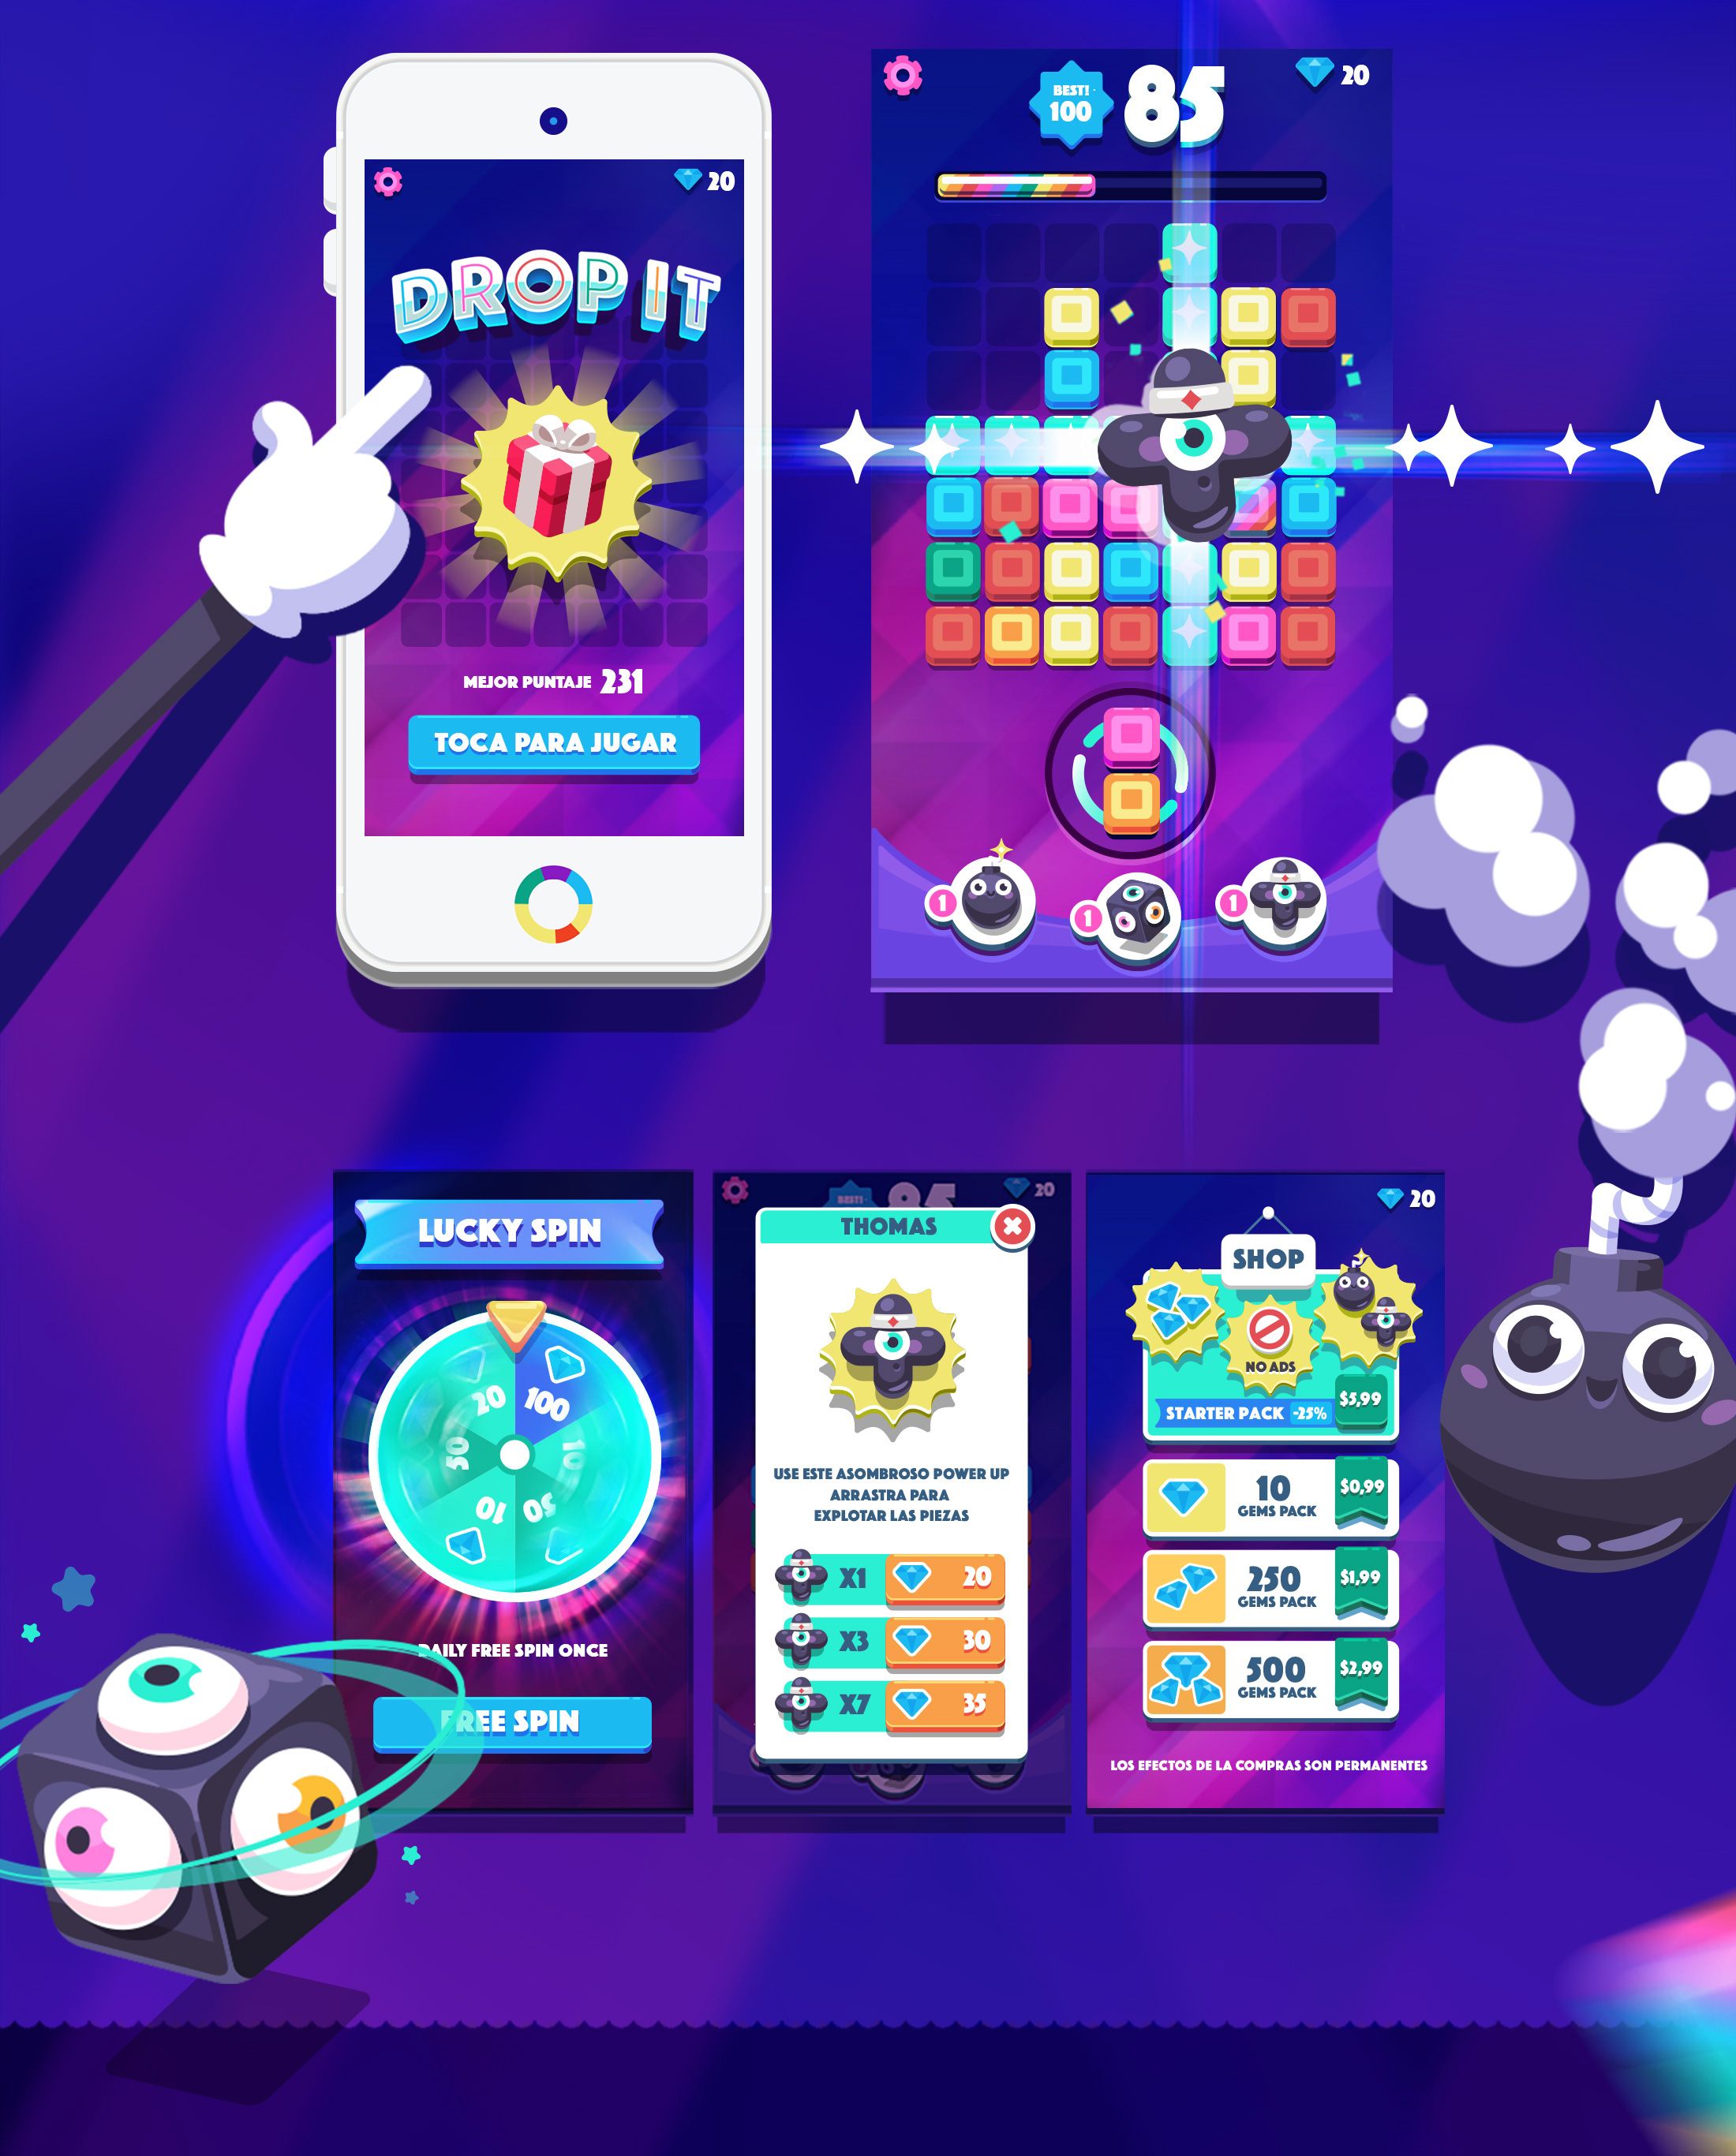 20
DROP IT
MEJOR PUNTAJE 231
TOCA PARA JUGAR
BEST!
100
85
20
1
1
1
LUCKY SPIN
20
100
50
10
10
50
DAILY FREE SPIN ONCE
FREE SPIN
BEST!
85
20
THOMAS
USE ESTE ASOMBROSO POWER UP
ARRASTRA PARA
EXPLOTAR LAS PIEZAS
X1 20
X3 30
X7 35
20
SHOP
NO ADS
STARTER PACK -25% $5,99
10
GEMS PACK
$0,99
250
GEMS PACK
$1,99
500
GEMS PACK
$2,99
LOS EFECTOS DE LA COMPRAS SON PERMANENTES